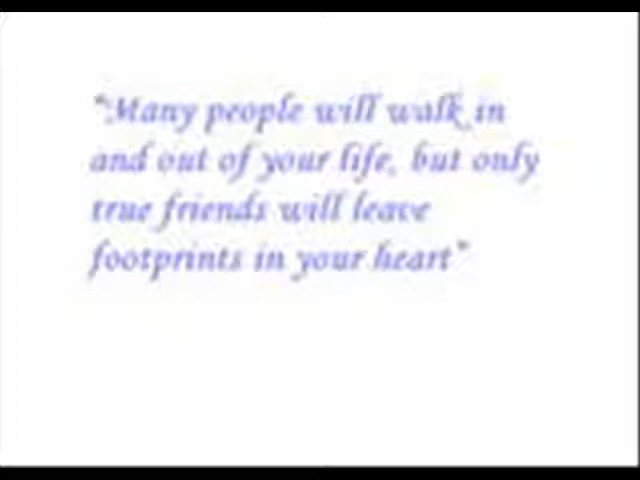 "Many people will walk in
and out of your life, but only
true friends will leave
footprints in your heart"